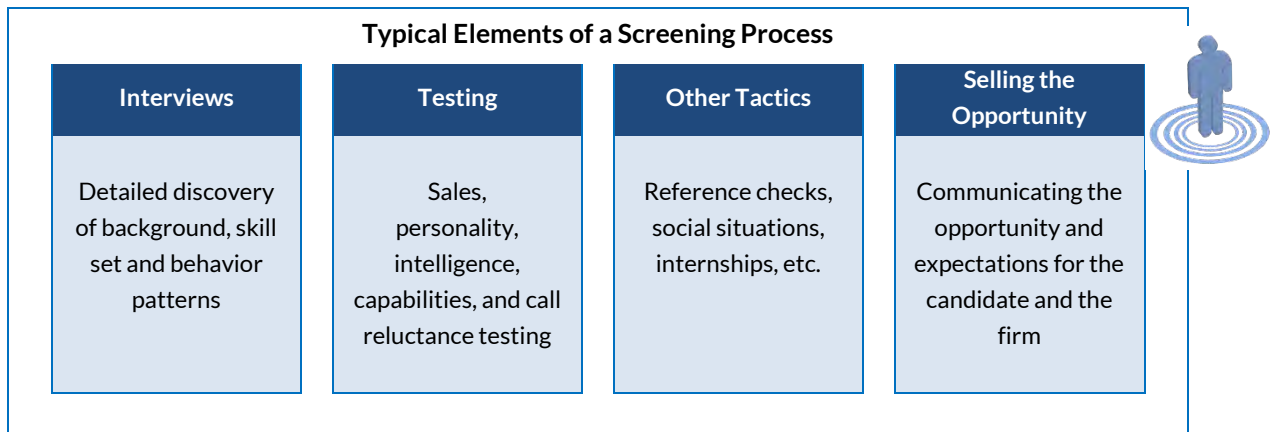 Typical Elements of a Screening Process
Interviews
Detailed discovery
of background, skill
set and behavior
patterns
Testing
Sales,
personality,
intelligence,
capabilities, and call
reluctance testing
Other Tactics
Reference checks,
social situations,
internships, etc.
Selling the
Opportunity
Communicating the
opportunity and
expectations for the
candidate and the
firm